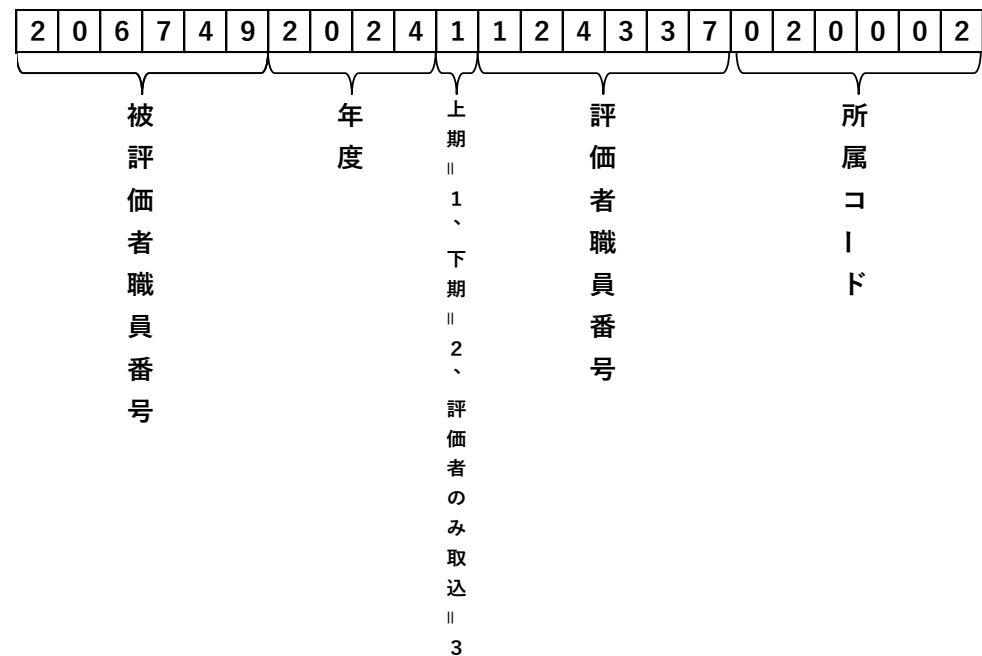 2 0 6 7 4 9 2 0 2 4 1 1 2 4 3 3 7 0 2 0 0 0 2
被評価者職員番号
年度
上期＝1、下期＝2、評価者のみ取込＝3
評価者職員番号
所属コード